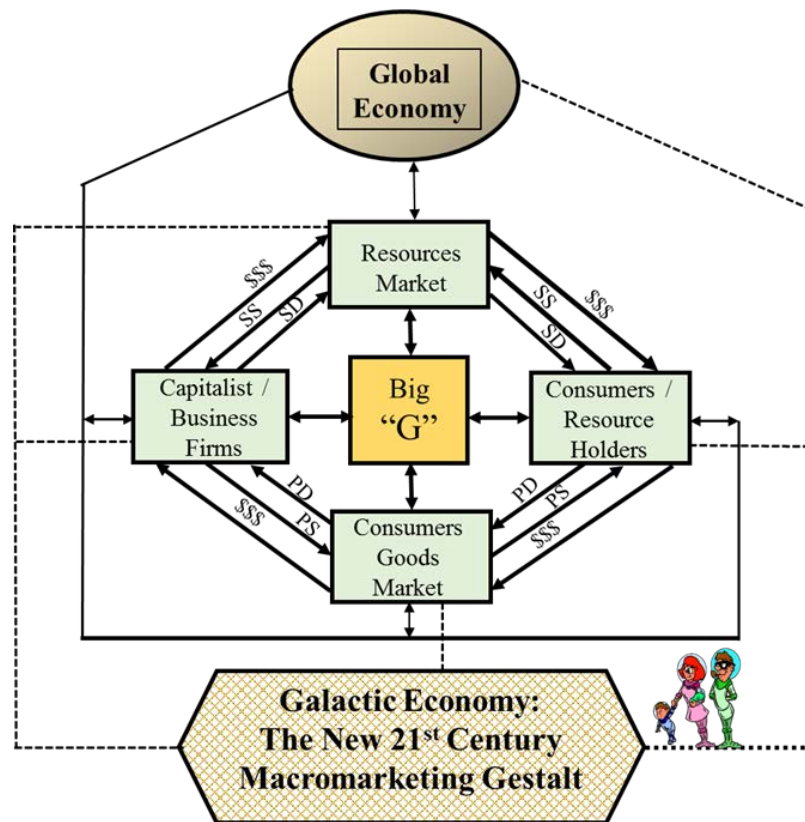 Global
Economy
Resources
Market
$$$
SS
SD
$$$
SS
SD
Capitalist /
Business
Firms
Big
“G”
Consumers /
Resource
Holders
PD
PS
$$$
PD
PS
$$$
Consumers
Goods
Market
Galactic Economy:
The New 21st Century
Macromarketing Gestalt